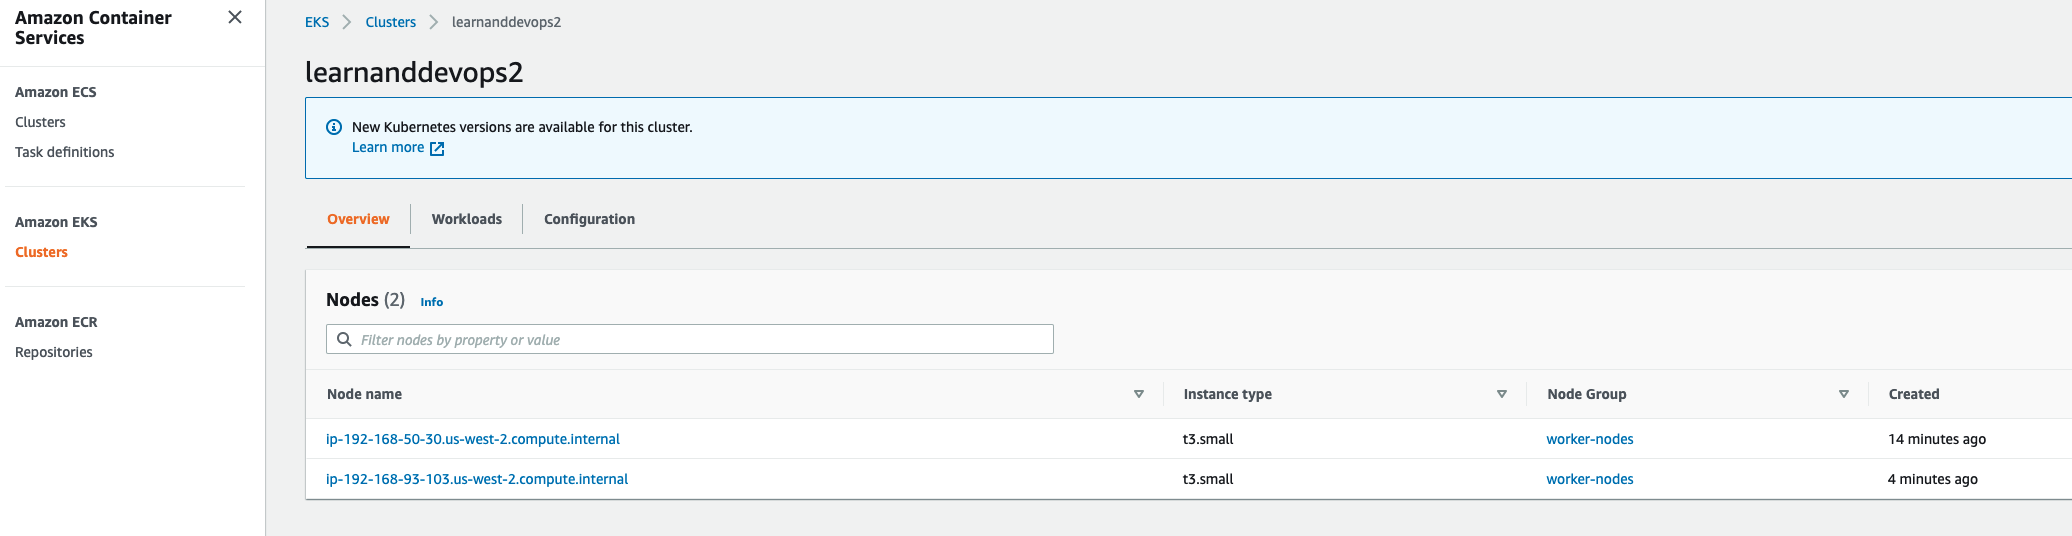 Amazon Container
Services
Amazon ECS
Clusters
Task definitions
Amazon EKS
Clusters
Amazon ECR
Repositories
EKS Clusters learnanddevops2
learnanddevops2
New Kubernetes versions are available for this cluster.
Learn more
Overview Workloads Configuration
Nodes (2) Info
Filter nodes by property or value
Node name Instance type Node Group Created
ip-192-168-50-30.us-west-2.compute.internal t3.small worker-nodes 14 minutes ago
ip-192-168-93-103.us-west-2.compute.internal t3.small worker-nodes 4 minutes ago